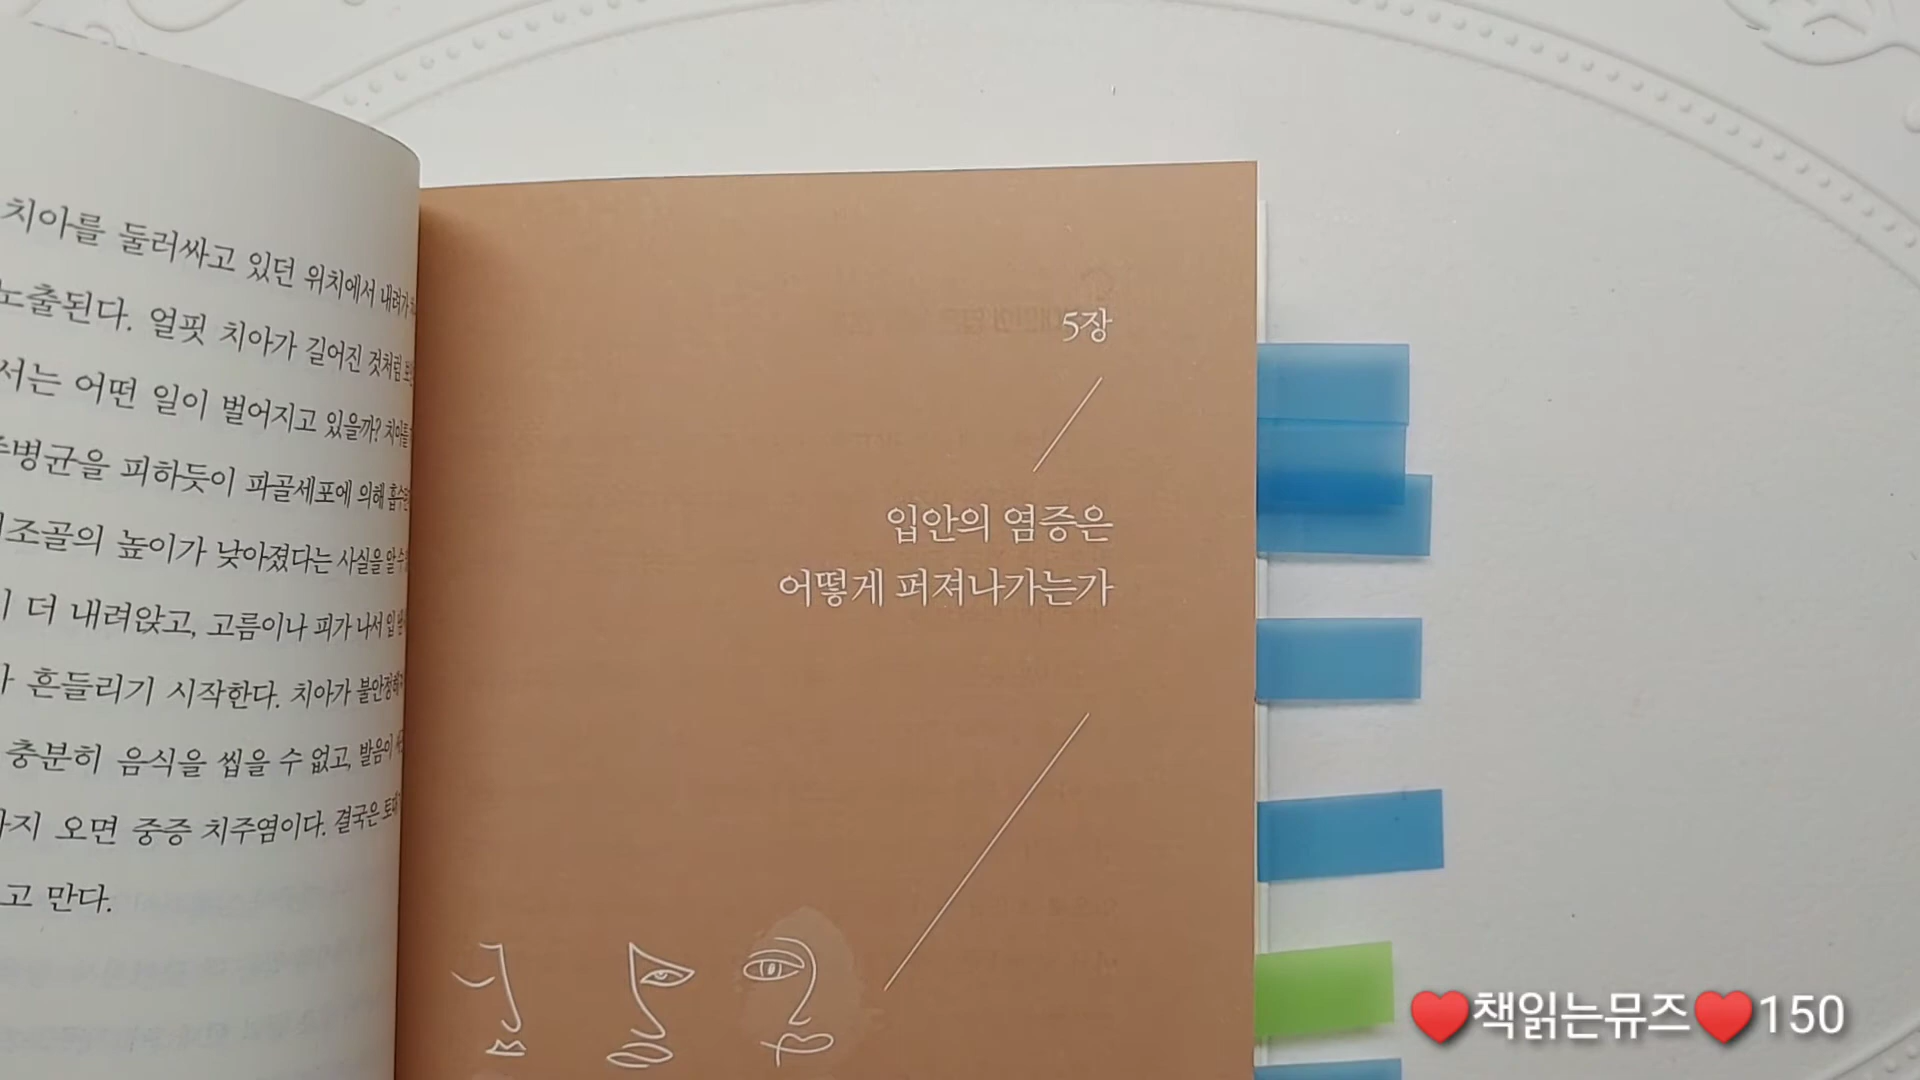 치아를 둘러싸고 있던 위치에서 내려가
노출된다. 얼핏 치아가 길어진 것처럼
서는 어떤 일이 벌어지고 있을까? 치아를
병균을 피하듯이 파골세포에 의해
조골의 높이가 낮아졌다는 사실을 알 수
더 내려앉고, 고름이나 피가 나서 입
흔들리기 시작한다. 치아가
충분히 음식을 씹을 수 없고, 발음이
지 오면 중증 치주염이다. 결국은
고 만다.
5장
입안의 염증은
어떻게 퍼져나가는가
❤책읽는뮤즈❤150